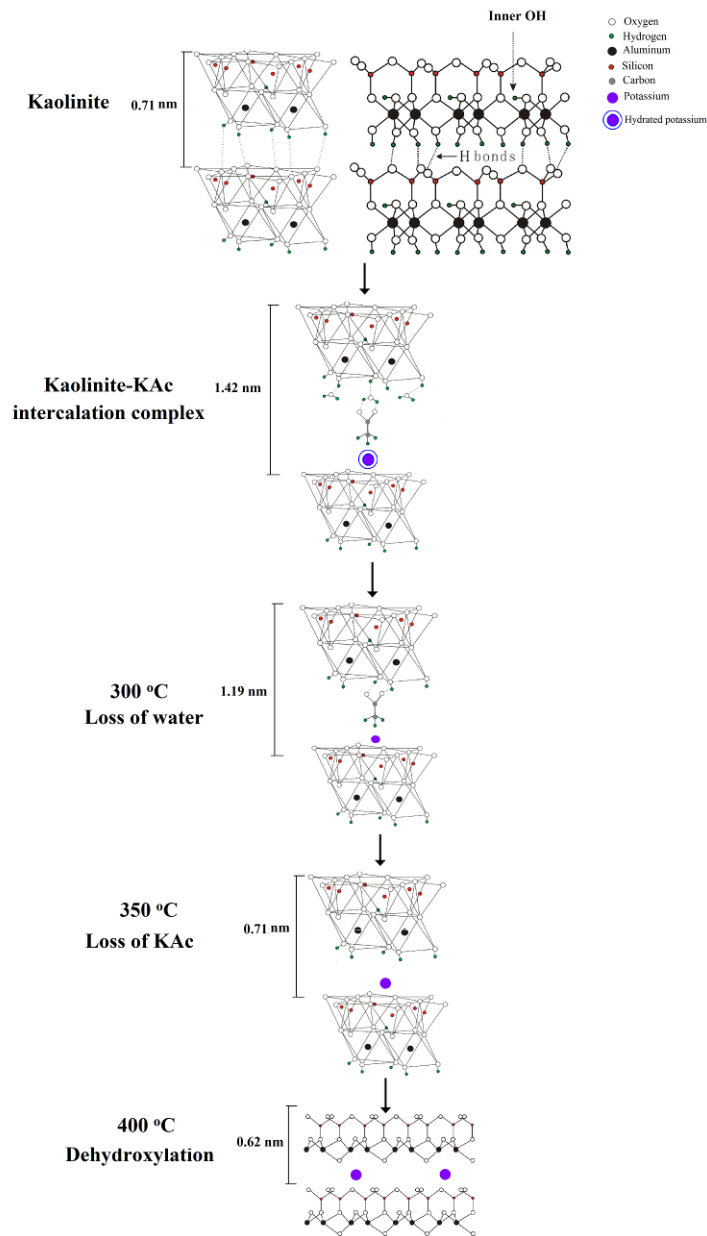 Inner OH
Oxygen
Hydrogen
Aluminum
Silicon
Carbon
Potassium
Hydrated potassium
Kaolinite
0.71 nm
H bonds
Kaolinite-KAc
intercalation complex
1.42 nm
300 °C
Loss of water
1.19 nm
350 °C
Loss of KAc
0.71 nm
400 °C
Dehydroxylation
0.62 nm